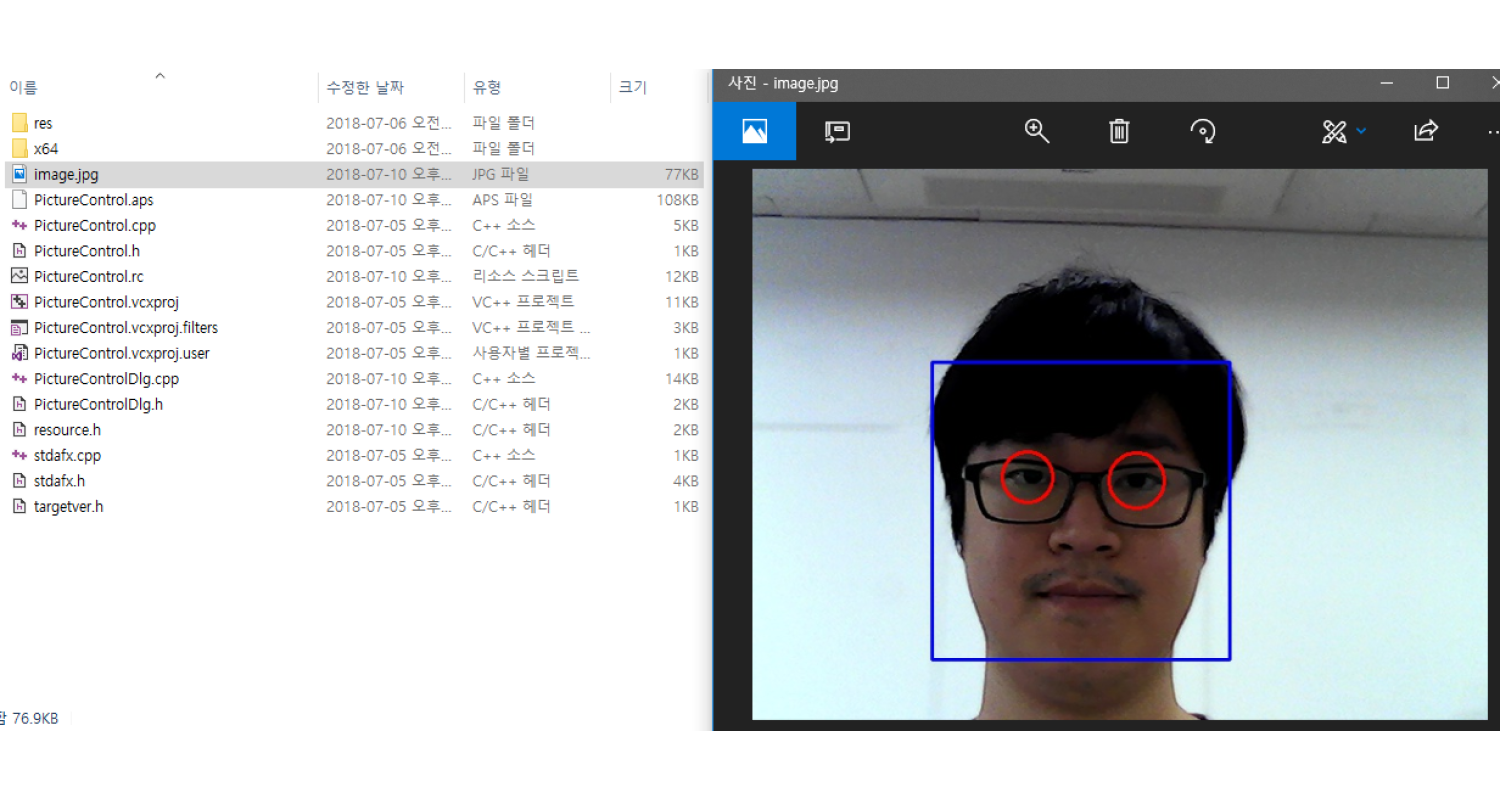 이름 수정한 날짜 유형 크기
res 2018-07-06 오전... 파일 폴더
x64 2018-07-06 오전... 파일 폴더
image.jpg 2018-07-10 오후... JPG 파일 77KB
PictureControl.aps 2018-07-10 오후... APS 파일 108KB
PictureControl.cpp 2018-07-05 오후... C++ 소스 5KB
PictureControl.h 2018-07-05 오후... C/C++ 헤더 1KB
PictureControl.rc 2018-07-10 오후... 리소스 스크립트 12KB
PictureControl.vcxproj 2018-07-05 오후... VC++ 프로젝트 11KB
PictureControl.vcxproj.filters 2018-07-05 오후... VC++ 프로젝트 ... 3KB
PictureControl.vcxproj.user 2018-07-05 오후... 사용자별 프로젝... 1KB
PictureControlDlg.cpp 2018-07-10 오후... C++ 소스 14KB
PictureControlDlg.h 2018-07-10 오후... C/C++ 헤더 2KB
resource.h 2018-07-10 오후... C/C++ 헤더 2KB
stdafx.cpp 2018-07-05 오후... C++ 소스 1KB
stdafx.h 2018-07-05 오후... C/C++ 헤더 4KB
targetver.h 2018-07-05 오후... C/C++ 헤더 1KB
76.9KB
사진 - image.jpg